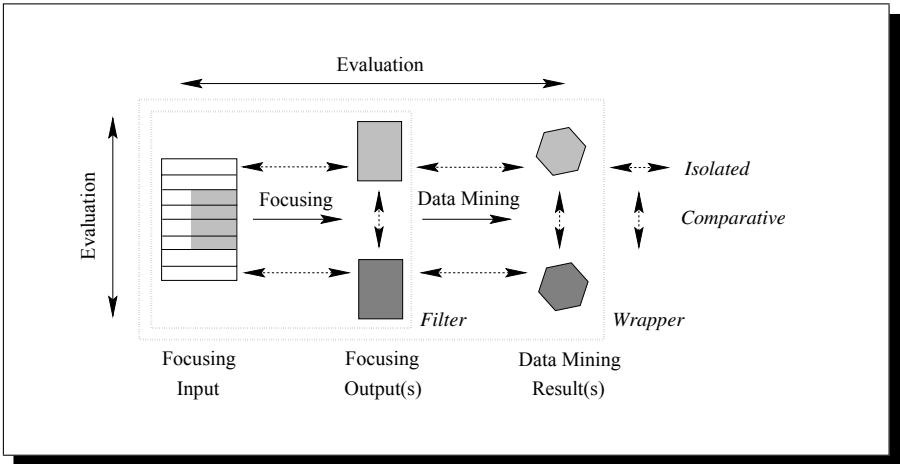 Evaluation
Evaluation
Isolated
Focusing
Data Mining
Comparative
Filter
Wrapper
Focusing
Input
Focusing
Output(s)
Data Mining
Result(s)